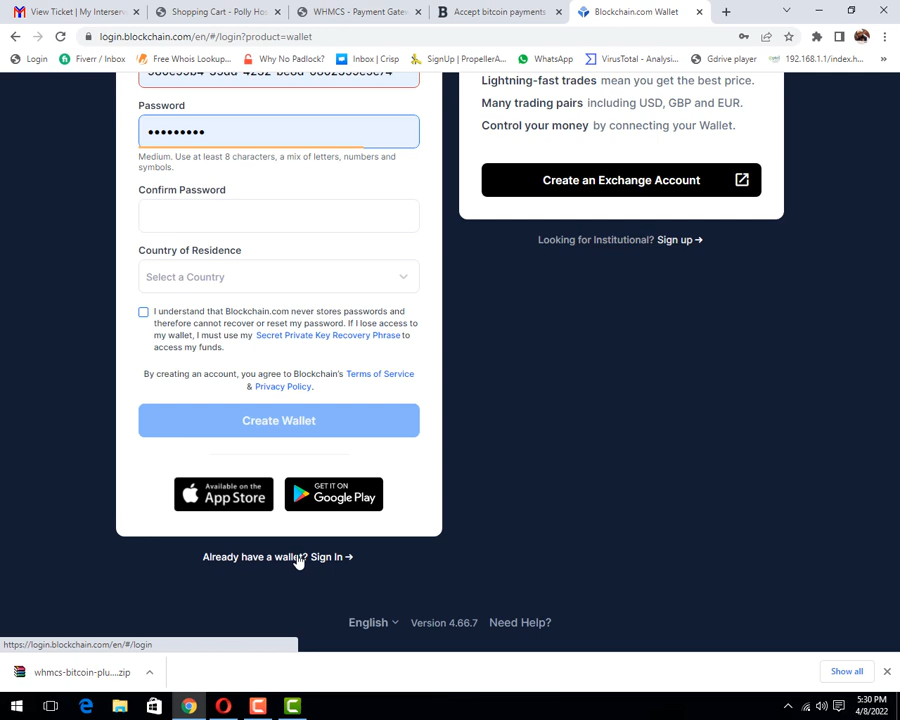 View Ticket | My Interser
Shopping Cart - Polly Hos
WHMCS - Payment Gatew
Accept bitcoin payments
Blockchain.com Wallet
login.blockchain.com/en/#/login?product=wallet
Login
Fiverr / Inbox
Free Whois Lookup...
Why No Padlock?
Inbox | Crisp
SignUp | PropellerA...
WhatsApp
VirusTotal - Analysi...
Gdrive player
192.168.1.1/index.h...
Password
Medium. Use at least 8 characters, a mix of letters, numbers and
symbols.
Confirm Password
Country of Residence
Select a Country
I understand that Blockchain.com never stores passwords and
therefore cannot recover or reset my password. If I lose access to
my wallet, I must use my Secret Private Key Recovery Phrase to
access my funds.
By creating an account, you agree to Blockchain's Terms of Service
& Privacy Policy.
Create Wallet
Available on the
App Store
GET IT ON
Google Play
Already have a wallet? Sign In →
Lightning-fast trades mean you get the best price.
Many trading pairs including USD, GBP and EUR.
Control your money by connecting your Wallet.
Create an Exchange Account
Looking for Institutional? Sign up →
English
Version 4.66.7
Need Help?
https://login.blockchain.com/en/#/login
whmcs-bitcoin-plu....zip
Show all
5:30 PM
4/8/2022